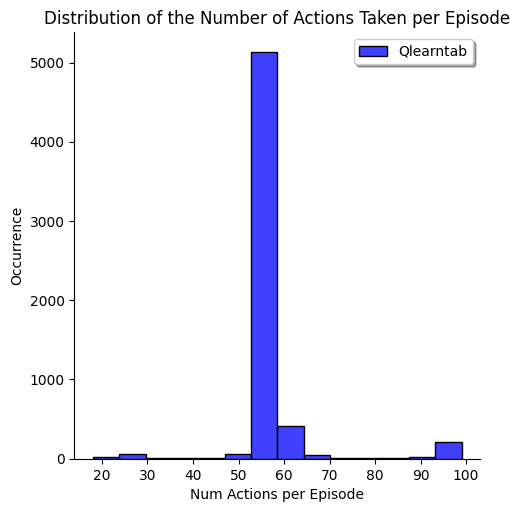 Distribution of the Number of Actions Taken per Episode
Qlearntab
5000
4000
3000
2000
1000
0
Occurrence
20 30 40 50 60 70 80 90 100
Num Actions per Episode